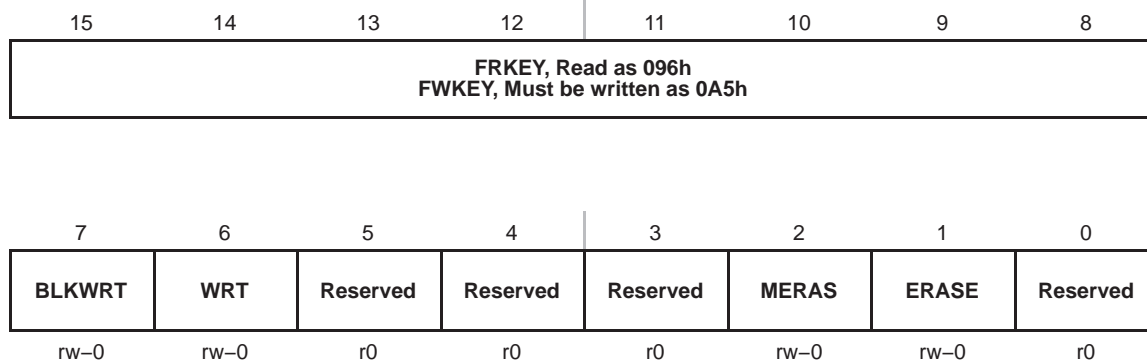 15 14 13 12 11 10 9 8
FRKEY, Read as 096h
FWKEY, Must be written as 0A5h
7 6 5 4 3 2 1 0
BLKWRT WRT Reserved Reserved Reserved MERAS ERASE Reserved
rw−0 rw−0 r0 r0 r0 rw−0 rw−0 r0